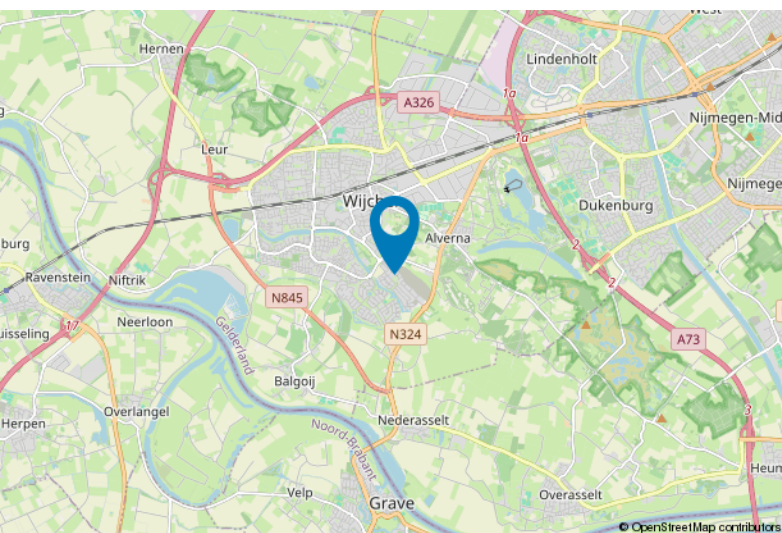 West
Hernen
Lindenholt
1a
A326
Nijmegen-Mid
1a
Leur
Nijmege
Wijch
Dukenburg
Alverna
2
burg
Ravenstein
Niftrik
2
N845
17
Neerloon
uisseling
Gelderland
N324
A73
Balgoij
Overlangel
3
Herpen
Nederasselt
Noord-Brabant
Heum
Velp
Overasselt
Grave
© OpenStreetMap contributors